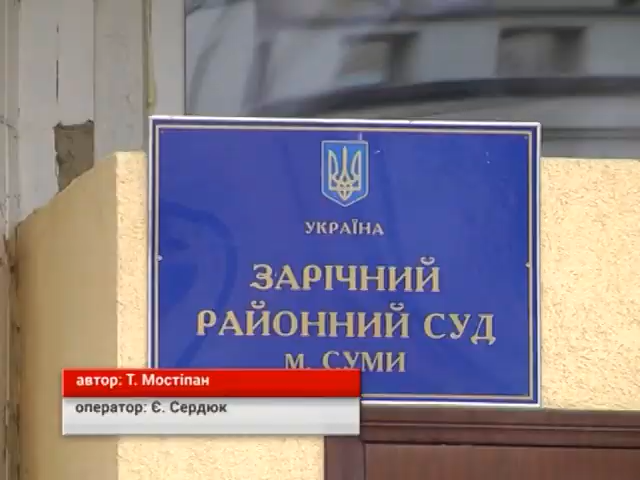 УКРАЇНА
ЗАРІЧНИЙ
РАЙОННИЙ СУД
м. СУМИ
автор: Т. Мостіпан
оператор: Є. Сердюк